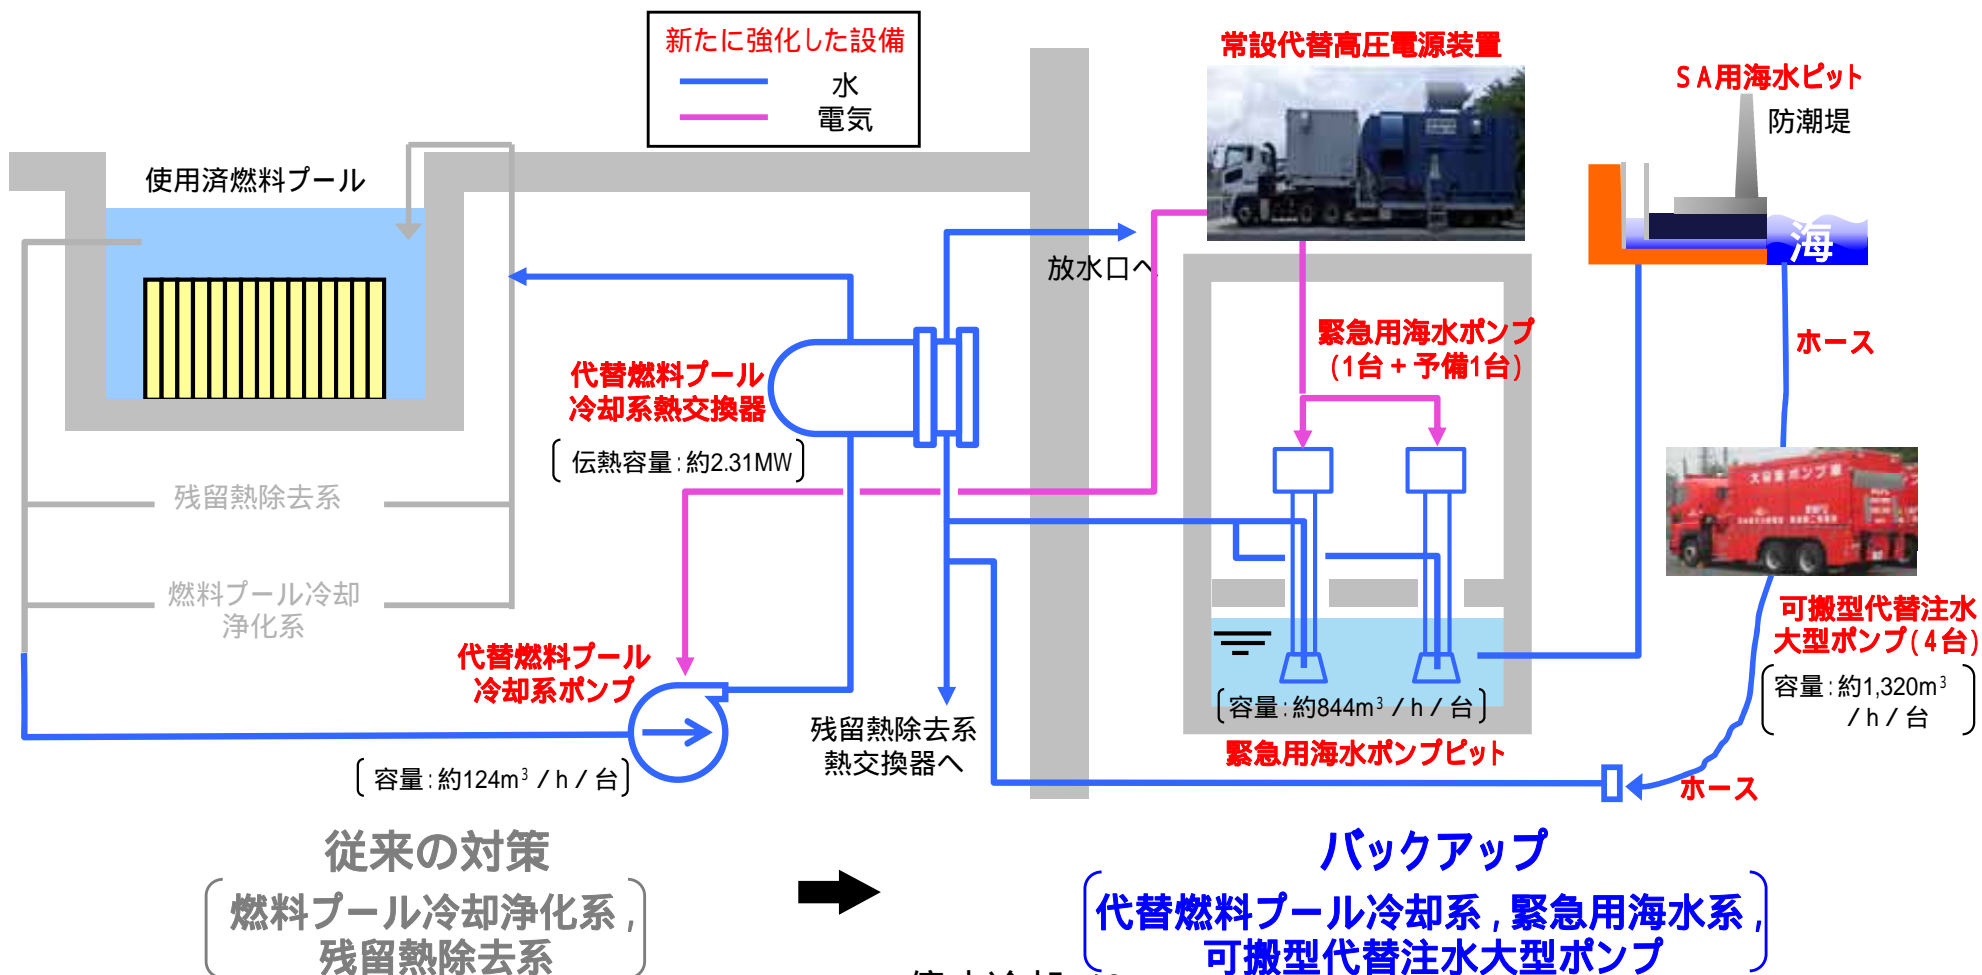 新たに強化した設備
水
電気
常設代替高圧電源装置
SA用海水ピット
防潮堤
海
使用済燃料プール
放水口へ
緊急用海水ポンプ
(1台+予備1台)
ホース
代替燃料プール
冷却系熱交換器
伝熱容量:約2.31MW
残留熱除去系
燃料プール冷却
浄化系
大容量ポンプ車
代替燃料プール
冷却系ポンプ
容量:約124m³/h/台
残留熱除去系
熱交換器へ
容量:約844m³/h/台
緊急用海水ポンプピット
可搬型代替注水
大型ポンプ(4台)
容量:約1,320m³
/h/台
ホース
従来の対策
燃料プール冷却浄化系,
残留熱除去系
バックアップ
代替燃料プール冷却系,緊急用海水系,
可搬型代替注水大型ポンプ